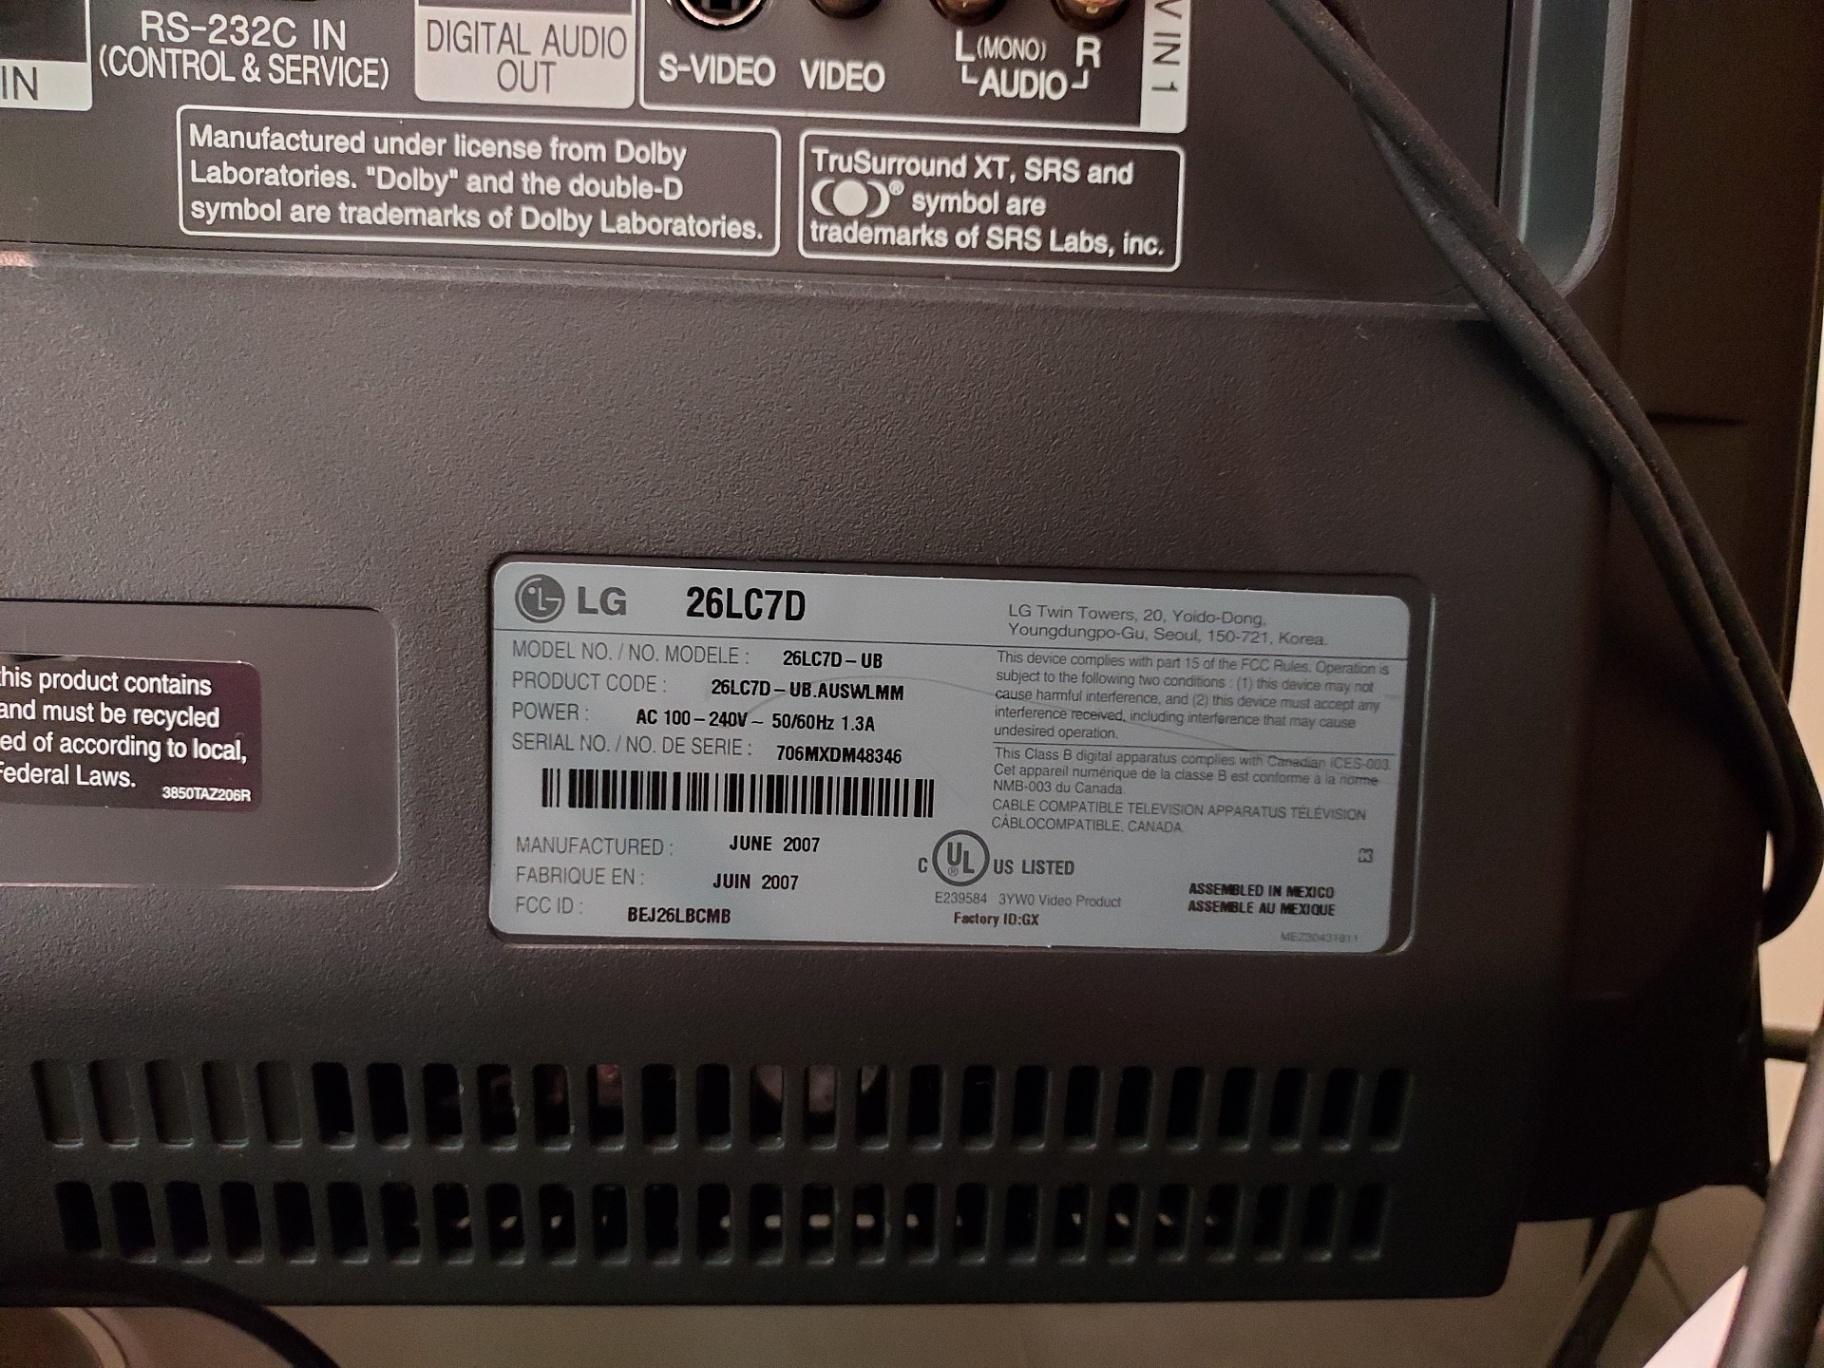 IN
RS-232C IN
(CONTROL & SERVICE)
DIGITAL AUDIO
OUT
S-VIDEO VIDEO
L (MONO) R
AUDIO
V IN 1
Manufactured under license from Dolby
Laboratories. "Dolby" and the double-D
symbol are trademarks of Dolby Laboratories.
TruSurround XT, SRS and
® symbol are
trademarks of SRS Labs, inc.
this product contains
and must be recycled
ed of according to local,
Federal Laws.
3850TAZ206R
LG 26LC7D
LG Twin Towers, 20, Yoido-Dong,
Youngdungpo-Gu, Seoul, 150-721, Korea.
MODEL NO. / NO. MODELE : 26LC7D-UB
PRODUCT CODE : 26LC7D-UB.AUSWLMM
POWER : AC 100-240V~ 50/60Hz 1.3A
SERIAL NO. / NO. DE SERIE : 706MXDM48346
MANUFACTURED : JUNE 2007
FABRIQUE EN : JUIN 2007
FCC ID : BEJ26LBCMB
This device complies with part 15 of the FCC Rules. Operation is
subject to the following two conditions : (1) this device may not
cause harmful interference, and (2) this device must accept any
interference received, including interference that may cause
undesired operation.
This Class B digital apparatus complies with Canadian ICES-003.
Cet appareil numérique de la classe B est conforme à la norme
NMB-003 du Canada.
CABLE COMPATIBLE TELEVISION APPARATUS TÉLÉVISION
CÂBLOCOMPATIBLE, CANADA
C UL ® US LISTED
E239584 3YW0 Video Product
Factory ID:GX
ASSEMBLED IN MEXICO
ASSEMBLE AU MEXIQUE